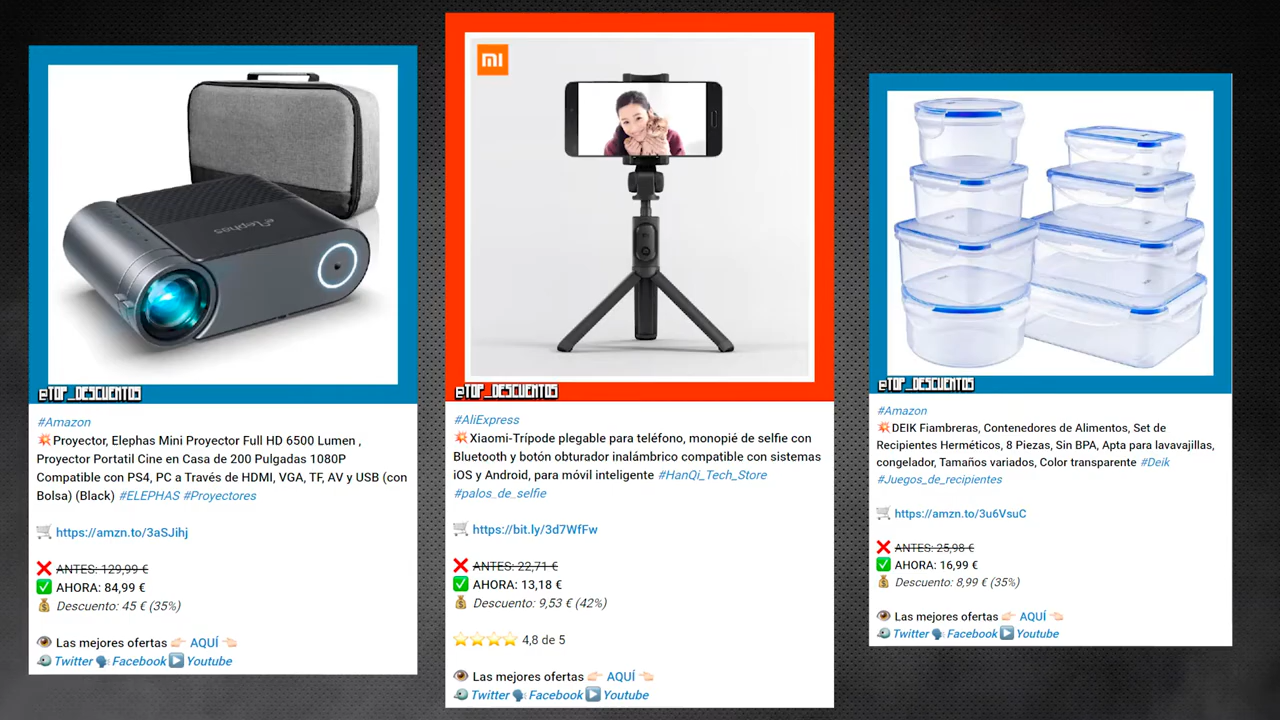 eLephas
@TOP_DESCUENTOS
#Amazon
💥Proyector, Elephas Mini Proyector Full HD 6500 Lumen ,
Proyector Portatil Cine en Casa de 200 Pulgadas 1080P
Compatible con PS4, PC a Través de HDMI, VGA, TF, AV y USB (con
Bolsa) (Black) #ELEPHAS #Proyectores
🛒 https://amzn.to/3aSJihj
❌ ANTES: 129,99 €
✅ AHORA: 84,99 €
💰 Descuento: 45 € (35%)
👁 Las mejores ofertas 👉🏻 AQUÍ 👈🏻
🐦Twitter 🗣Facebook ▶Youtube
mi
@TOP_DESCUENTOS
#AliExpress
💥Xiaomi-Trípode plegable para teléfono, monopié de selfie con
Bluetooth y botón obturador inalámbrico compatible con sistemas
iOS y Android, para móvil inteligente #HanQi_Tech_Store
#palos_de_selfie
🛒 https://bit.ly/3d7WfFw
❌ ANTES: 22,71 €
✅ AHORA: 13,18 €
💰 Descuento: 9,53 € (42%)
⭐⭐⭐⭐ 4,8 de 5
👁 Las mejores ofertas 👉🏻 AQUÍ 👈🏻
🐦Twitter 🗣Facebook ▶Youtube
@TOP_DESCUENTOS
#Amazon
💥DEIK Fiambreras, Contenedores de Alimentos, Set de
Recipientes Herméticos, 8 Piezas, Sin BPA, Apta para lavavajillas,
congelador, Tamaños variados, Color transparente #Deik
#Juegos_de_recipientes
🛒 https://amzn.to/3u6VsuC
❌ ANTES: 25,98 €
✅ AHORA: 16,99 €
💰 Descuento: 8,99 € (35%)
👁 Las mejores ofertas 👉🏻 AQUÍ 👈🏻
🐦Twitter 🗣Facebook ▶Youtube